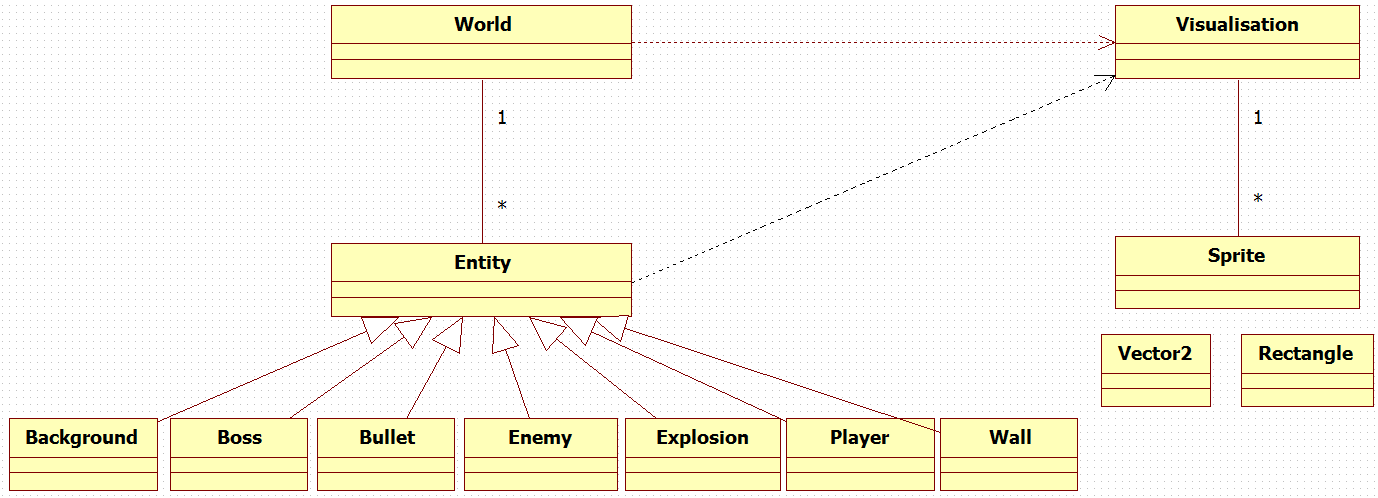 World
Visualisation
1
1
*
*
Entity
Sprite
Vector2
Rectangle
Background
Boss
Bullet
Enemy
Explosion
Player
Wall